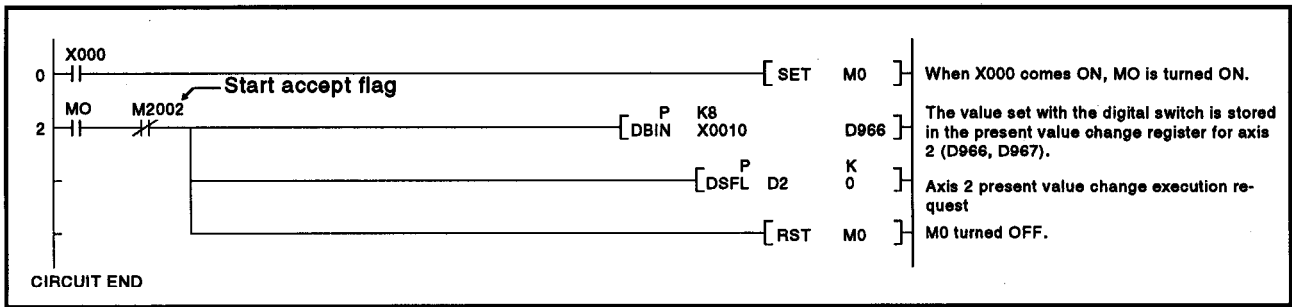 X000
0 SET M0 When X000 comes ON, MO is turned ON.
Start accept flag
MO M2002
2 DBIN P K8 X0010 D966 The value set with the digital switch is stored
in the present value change register for axis
2 (D966, D967).
DSFL P D2 K 0 Axis 2 present value change execution re-
quest
RST M0 M0 turned OFF.
CIRCUIT END